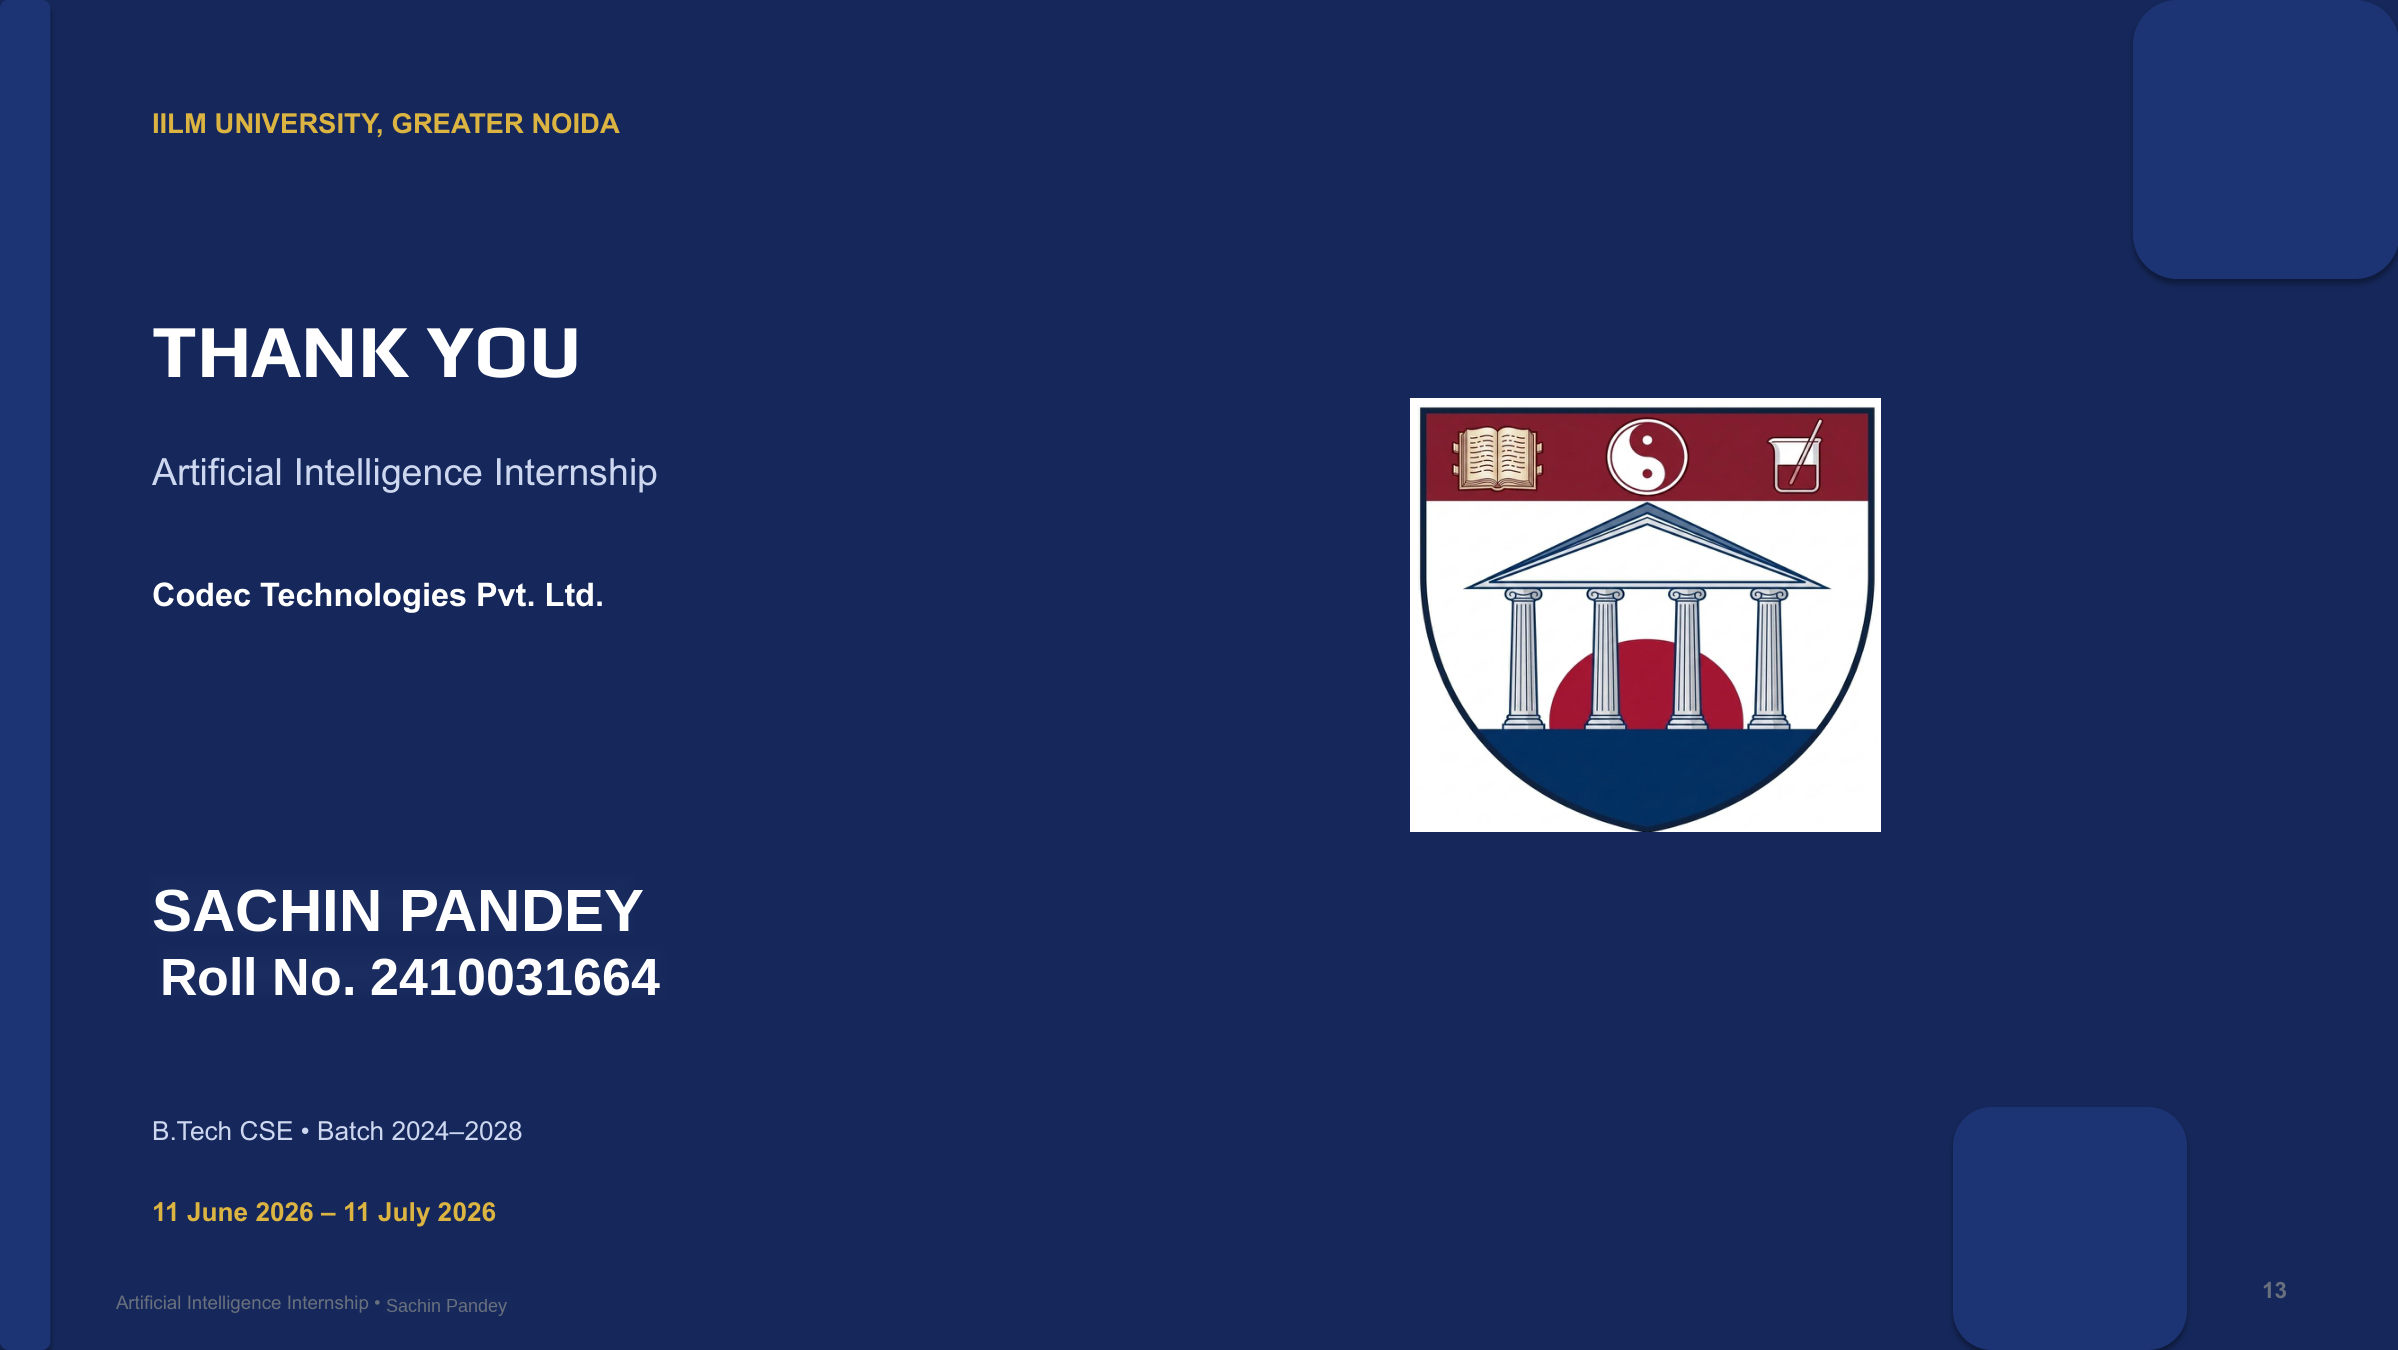 IILM UNIVERSITY, GREATER NOIDA
THANK YOU
Artificial Intelligence Internship
Codec Technologies Pvt. Ltd.
SACHIN PANDEY
Roll No. 2410031664
B.Tech CSE • Batch 2024–2028
11 June 2026 – 11 July 2026
Artificial Intelligence Internship • Sachin Pandey
13